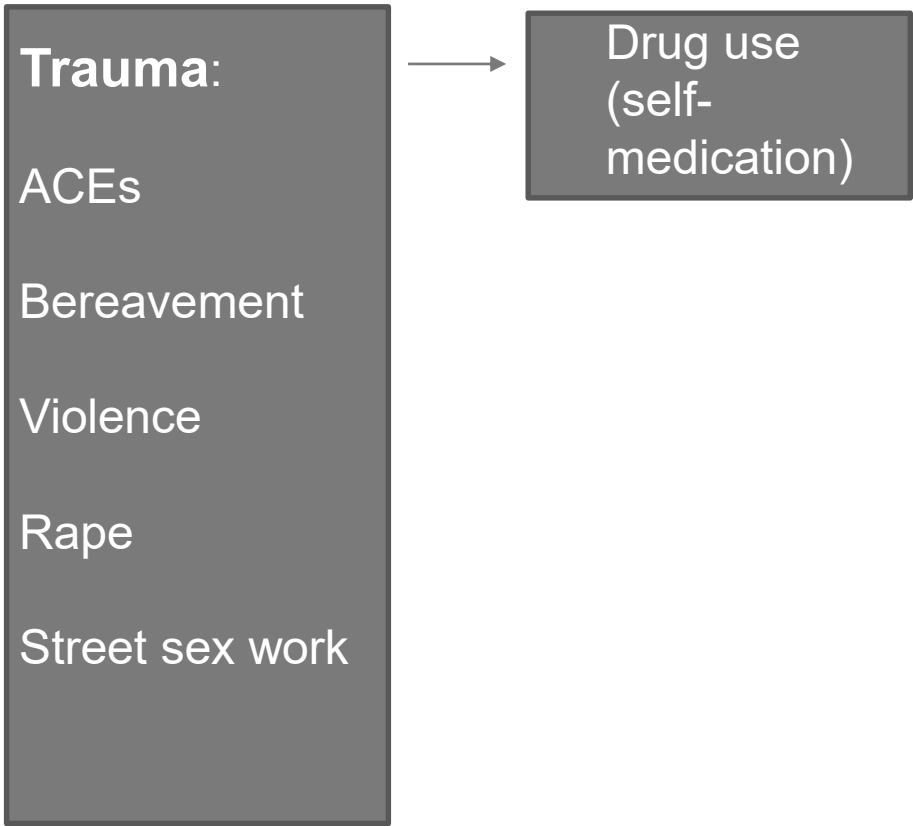 Trauma:
ACEs
Bereavement
Violence
Rape
Street sex work
Drug use
(self-
medication)